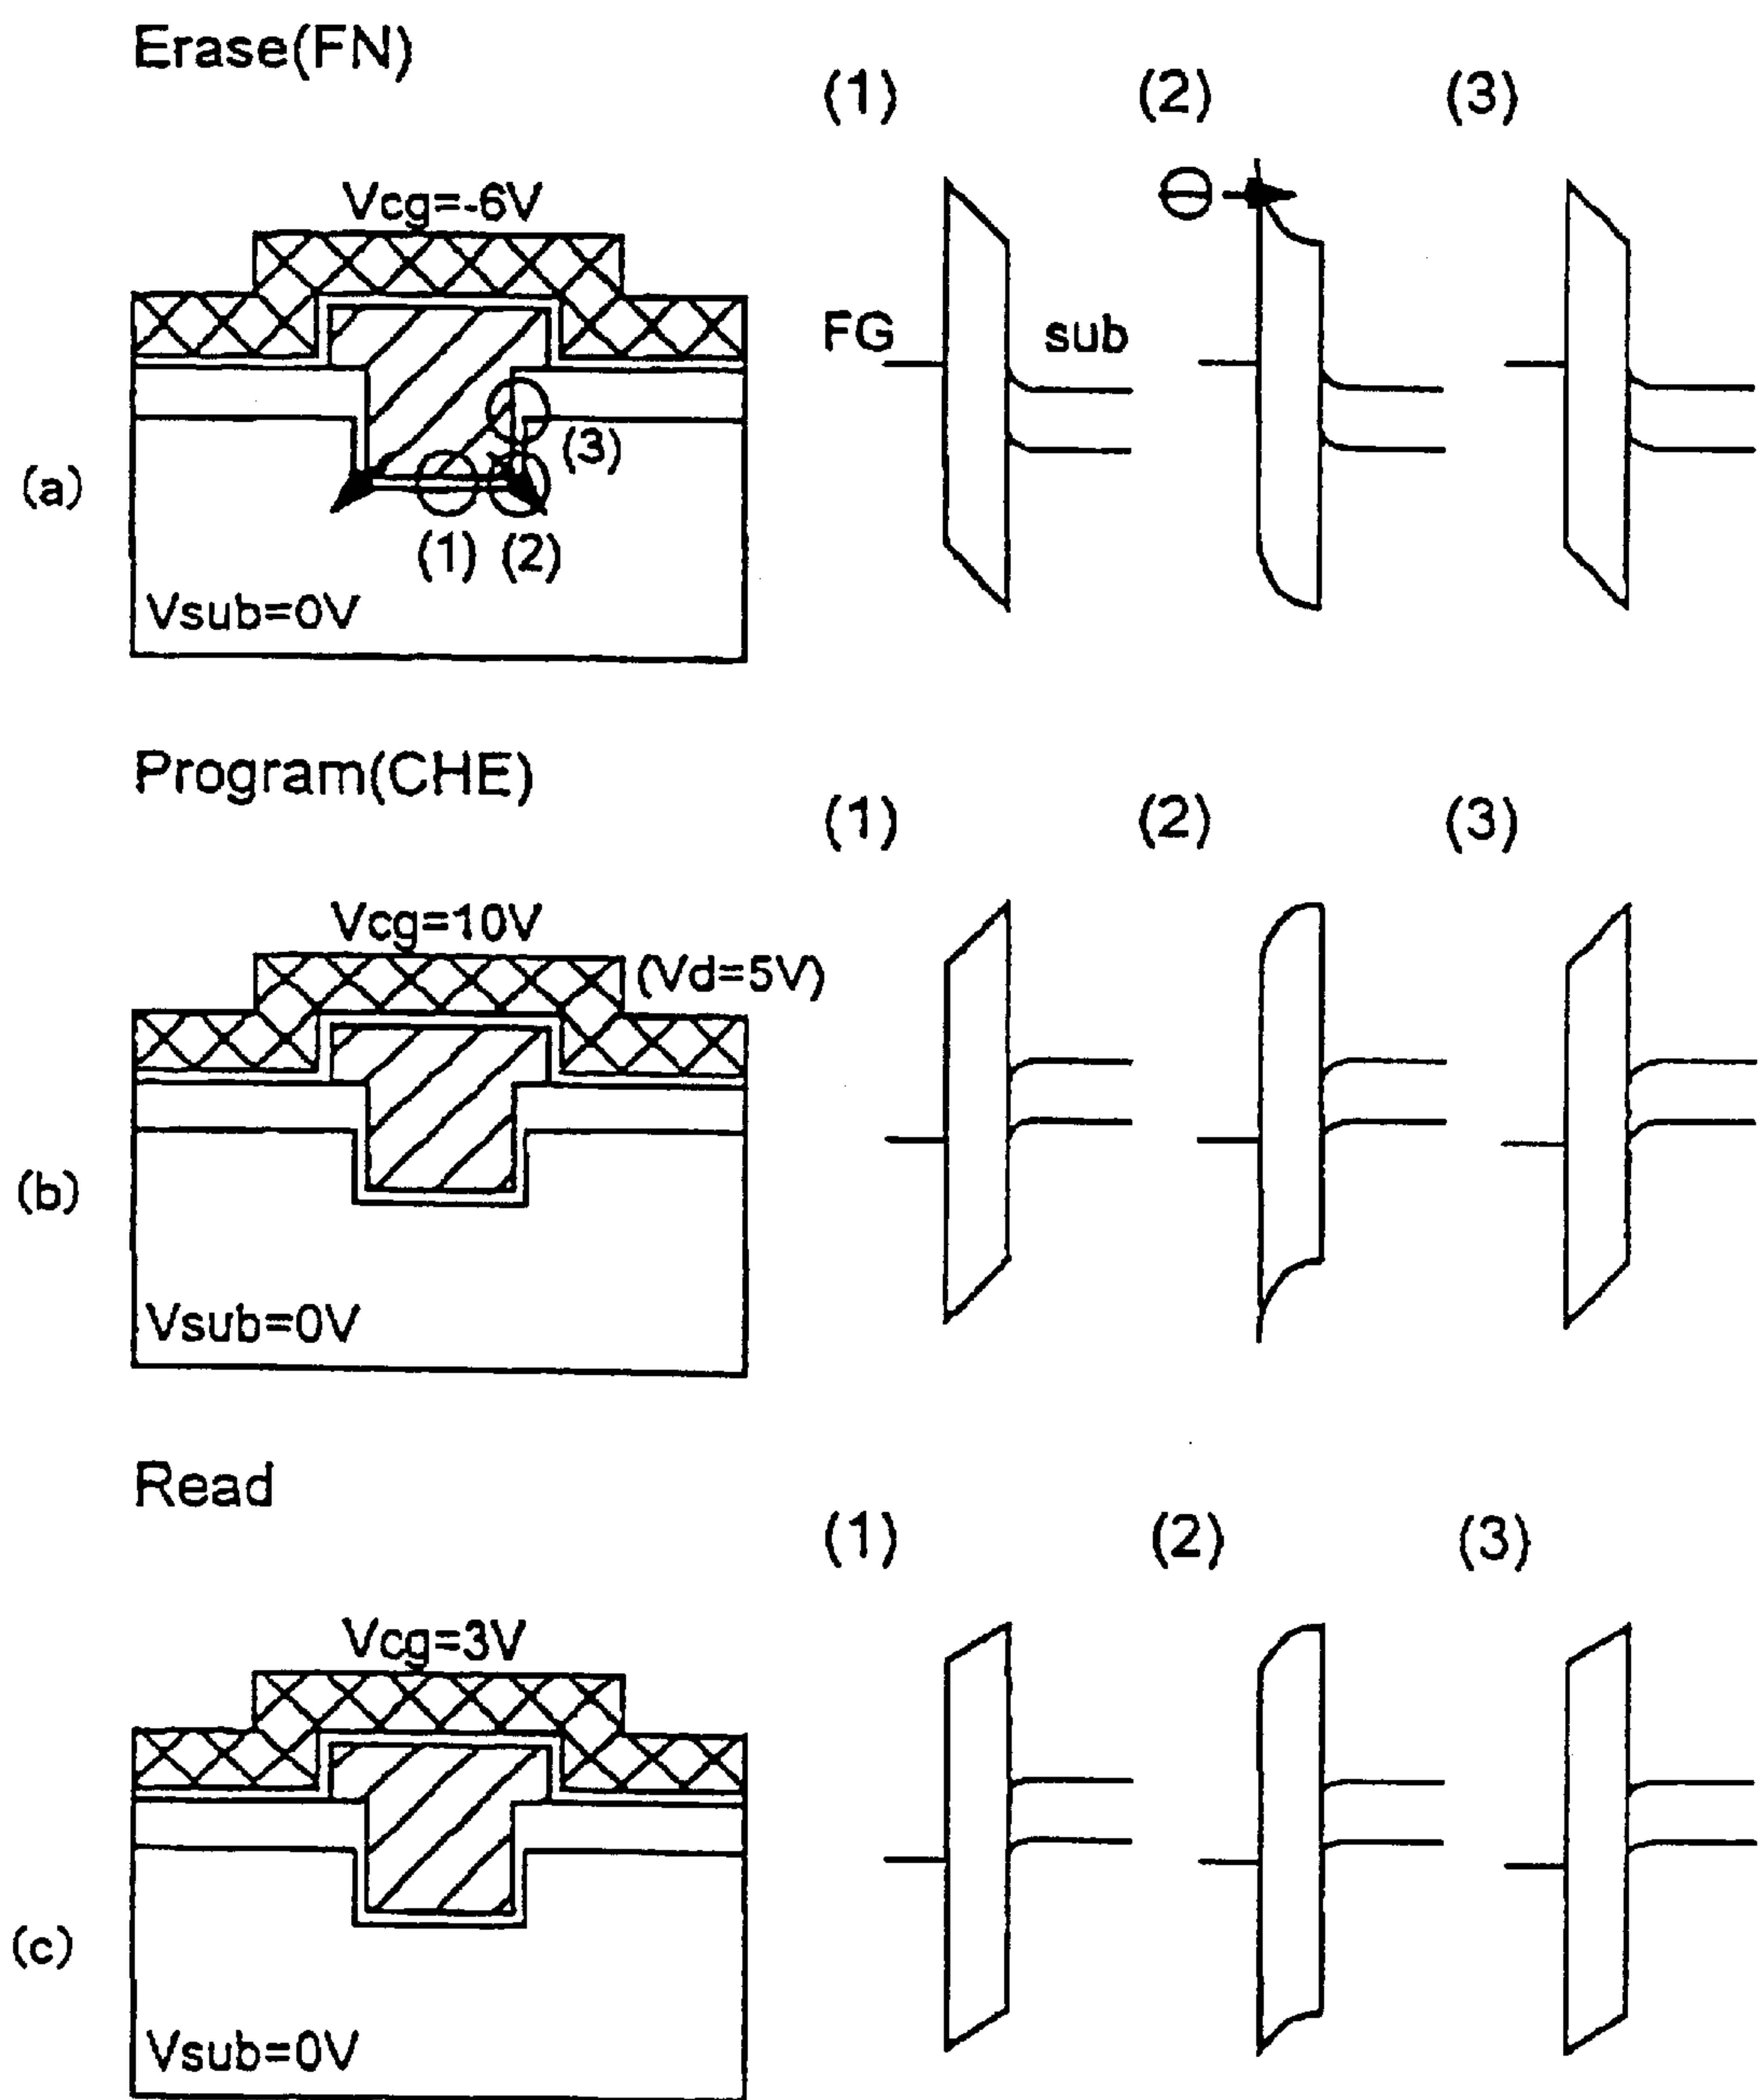 Erase(FN)
(1) (2) (3)
Vcg=-6V
⊖
FG sub
(3)
(a)
(1) (2)
Vsub=0V
Program(CHE)
(1) (2) (3)
Vcg=10V
(Vd=5V)
(b)
Vsub=0V
Read
(1) (2) (3)
Vcg=3V
(c)
Vsub=0V